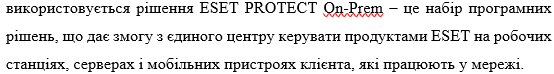 використовується рішення ESET PROTECT On-Prem – це набір програмних
рішень, що дає змогу з єдиного центру керувати продуктами ESET на робочих
станціях, серверах і мобільних пристроях клієнта, які працюють у мережі.